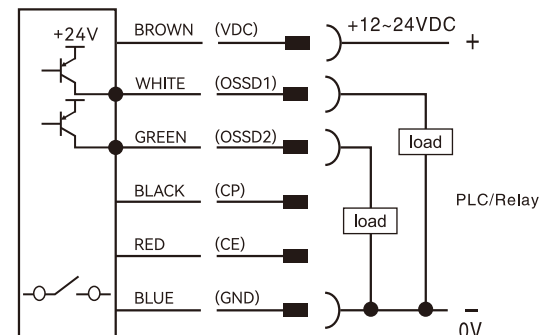 +24V
BROWN (VDC) +12~24VDC +
WHITE (OSSD1)
load
GREEN (OSSD2)
BLACK (CP)
PLC/Relay
load
RED (CE)
BLUE (GND) −
0V